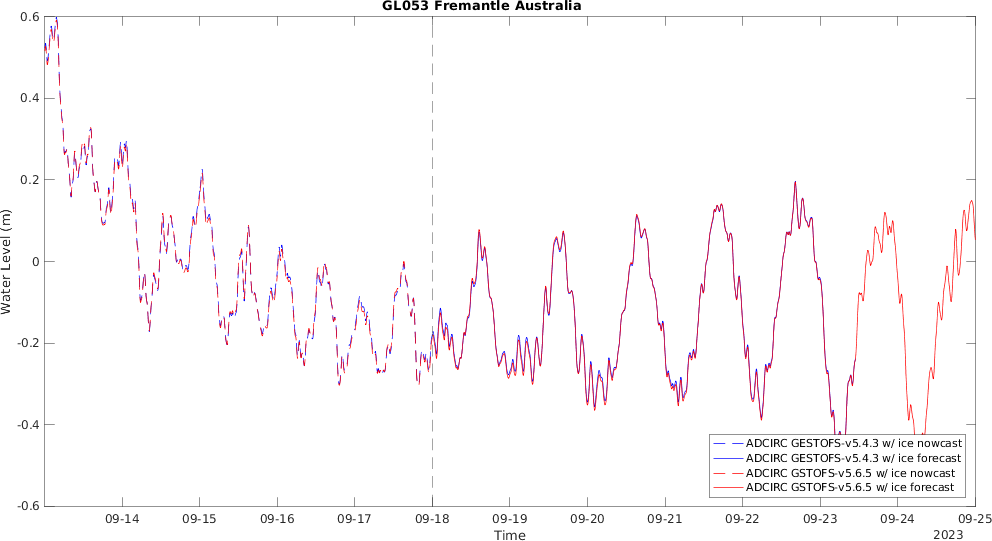 GL053 Fremantle Australia
0.6
0.4
0.2
0
-0.2
-0.4
-0.6
Water Level (m)
ADCIRC GESTOFS-v5.4.3 w/ ice nowcast
ADCIRC GESTOFS-v5.4.3 w/ ice forecast
ADCIRC GSTOFS-v5.6.5 w/ ice nowcast
ADCIRC GSTOFS-v5.6.5 w/ ice forecast
09-14 09-15 09-16 09-17 09-18 09-19 09-20 09-21 09-22 09-23 09-24 09-25
Time
2023